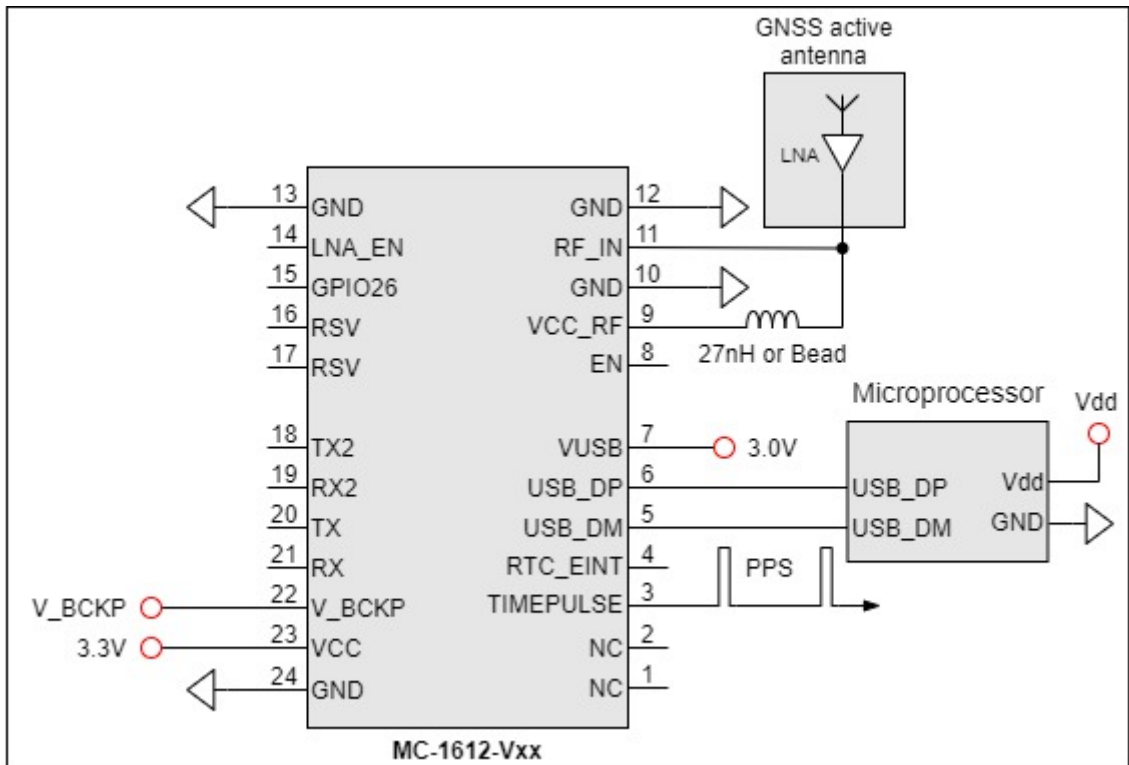 GNSS active
antenna
LNA
13 GND
14 LNA_EN
15 GPIO26
16 RSV
17 RSV
18 TX2
19 RX2
20 TX
21 RX
V_BCKP 22 V_BCKP
3.3V 23 VCC
24 GND
GND 12
RF_IN 11
GND 10
VCC_RF 9
27nH or Bead
EN 8
VUSB 7 3.0V
USB_DP 6
USB_DM 5
RTC_EINT 4
TIMEPULSE 3
PPS
NC 2
NC 1
Microprocessor
Vdd
USB_DP Vdd
USB_DM GND
MC-1612-Vxx